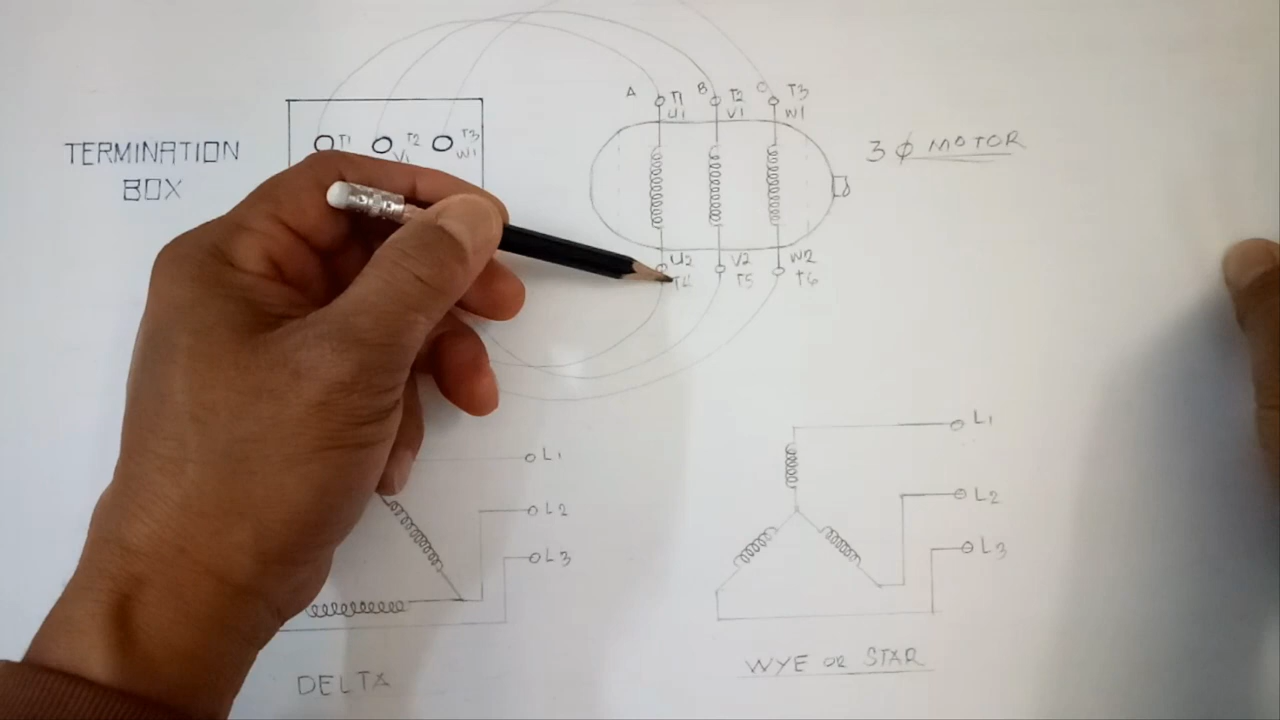 A T1 B T2 C T3
U1 V1 W1
T1 T2 T3
V1 W1
TERMINATION
BOX
3 φ MOTOR
U2 V2 W2
T4 T5 T6
L1
L2
L3
DELTA
L1
L2
L3
WYE OR STAR